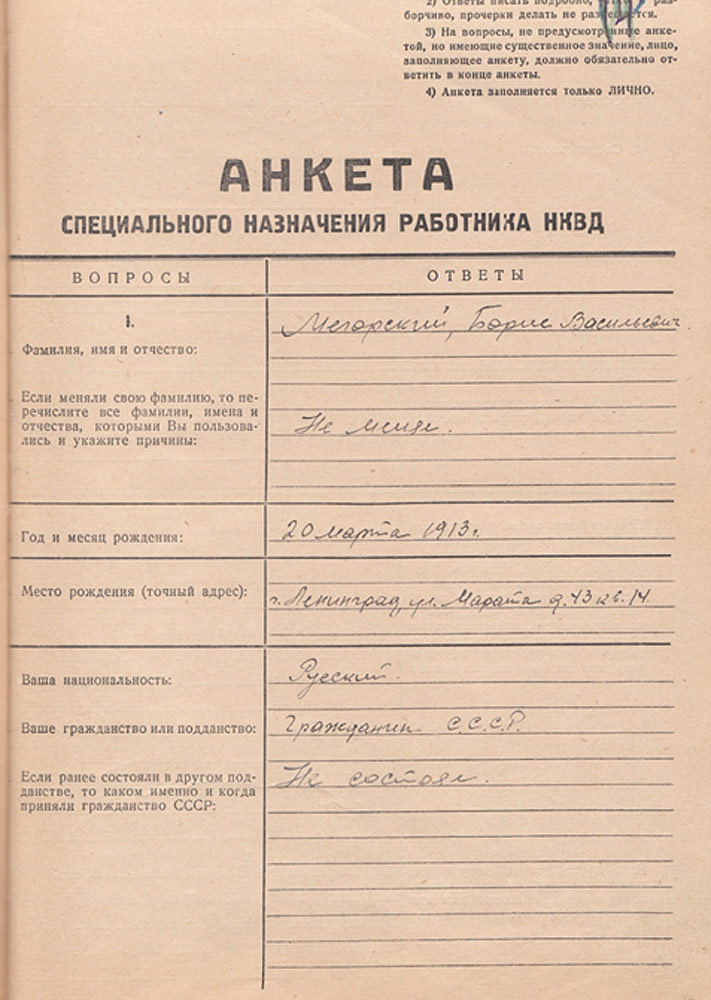 2) Ответы писать подробно, раз-
борчиво, прочерки делать не разрешается.
3) На вопросы, не предусмотренные анке-
той, но имеющие существенное значение, лицо,
заполняющее анкету, должно обязательно от-
ветить в конце анкеты.
4) Анкета заполняется только ЛИЧНО.
АНКЕТА
СПЕЦИАЛЬНОГО НАЗНАЧЕНИЯ РАБОТНИКА НКВД
ВОПРОСЫ ОТВЕТЫ
I.
Мегорский, Борис Васильевич.
Фамилия, имя и отчество:
Если меняли свою фамилию, то пе-
речислите все фамилии, имена и
отчества, которыми Вы пользова-
лись и укажите причины:
Не менял.
Год и месяц рождения: 20 марта 1913 г.
Место рождения (точный адрес): г. Ленинград, ул. Марата д. 43 кв. 14.
Ваша национальность: Русский.
Ваше гражданство или подданство: Гражданин С.С.С.Р.
Если ранее состояли в другом под-
данстве, то каком именно и когда
приняли гражданство СССР:
Не состоял.